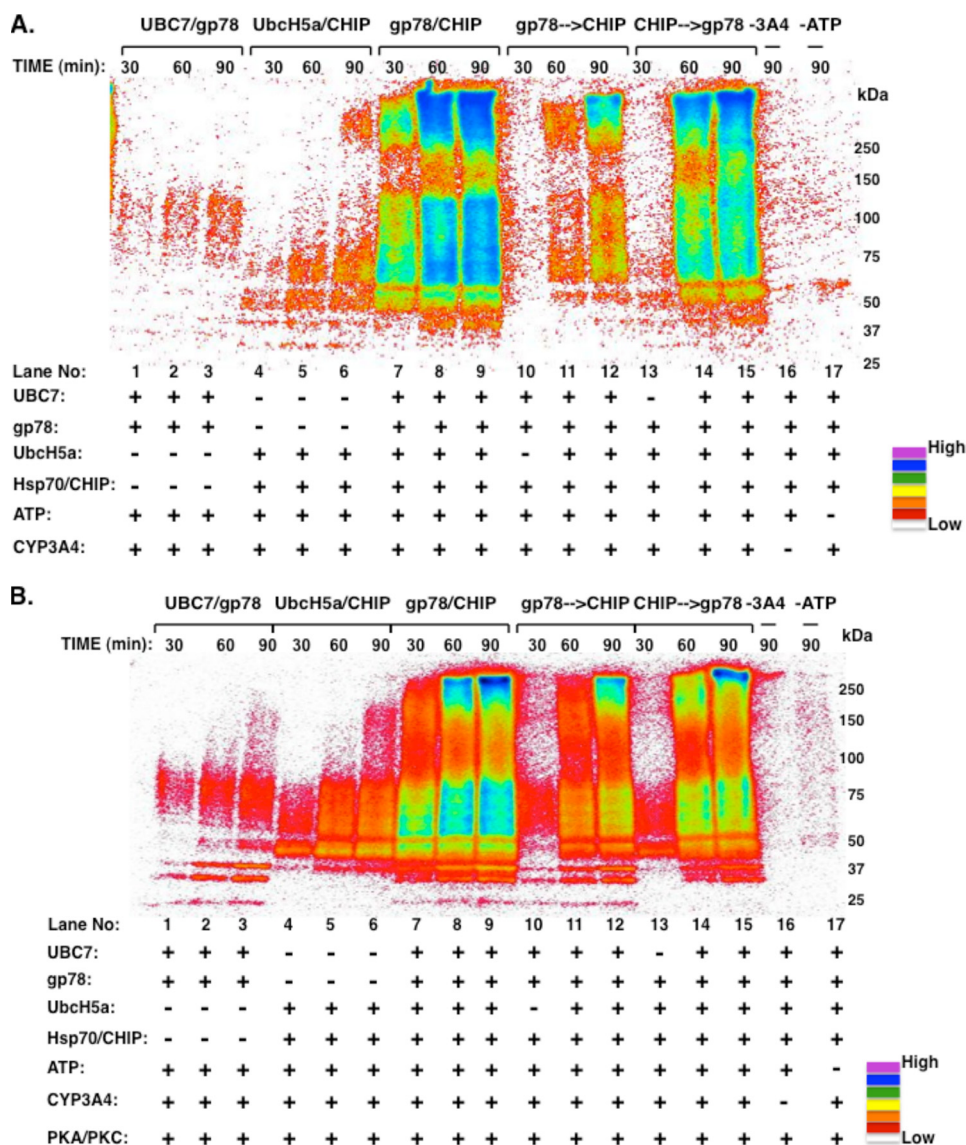 A.
UBC7/gp78 UbcH5a/CHIP gp78/CHIP gp78-->CHIP CHIP-->gp78 -3A4 -ATP
TIME (min): 30 60 90 30 60 90 30 60 90 30 60 90 30 60 90 90 90
kDa
250
150
100
75
50
37
25
Lane No: 1 2 3 4 5 6 7 8 9 10 11 12 13 14 15 16 17
UBC7: + + + - - - + + + + + + - + + + +
gp78: + + + - - - + + + + + + + + + + +
UbcH5a: - - - + + + + + + - + + + + + + +
Hsp70/CHIP: - - - + + + + + + + + + + + + + +
ATP: + + + + + + + + + + + + + + + + -
CYP3A4: + + + + + + + + + + + + + + + - +
High
Low
B.
UBC7/gp78 UbcH5a/CHIP gp78/CHIP gp78-->CHIP CHIP-->gp78 -3A4 -ATP
TIME (min): 30 60 90 30 60 90 30 60 90 30 60 90 30 60 90 90 90
kDa
250
150
100
75
50
37
25
Lane No: 1 2 3 4 5 6 7 8 9 10 11 12 13 14 15 16 17
UBC7: + + + - - - + + + + + + - + + + +
gp78: + + + - - - + + + + + + + + + + +
UbcH5a: - - - + + + + + + - + + + + + + +
Hsp70/CHIP: - - - + + + + + + + + + + + + + +
ATP: + + + + + + + + + + + + + + + + -
CYP3A4: + + + + + + + + + + + + + + + - +
PKA/PKC: + + + + + + + + + + + + + + + + +
High
Low